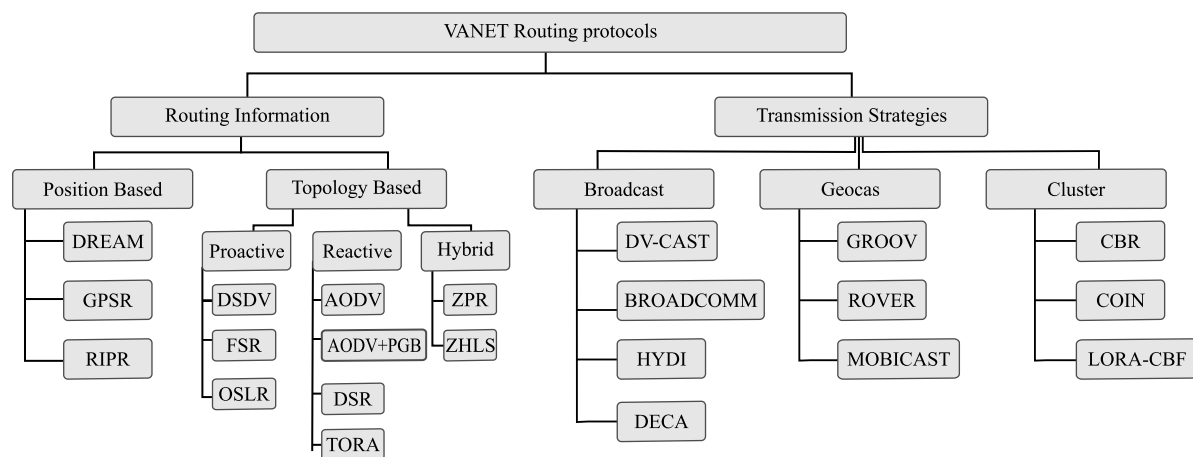 VANET Routing protocols
Routing Information
Transmission Strategies
Position Based
Topology Based
Broadcast
Geocas
Cluster
DREAM
GPSR
RIPR
Proactive
DSDV
FSR
OSLR
Reactive
AODV
AODV+PGB
DSR
TORA
Hybrid
ZPR
ZHLS
DV-CAST
BROADCOMM
HYDI
DECA
GROOV
ROVER
MOBICAST
CBR
COIN
LORA-CBF